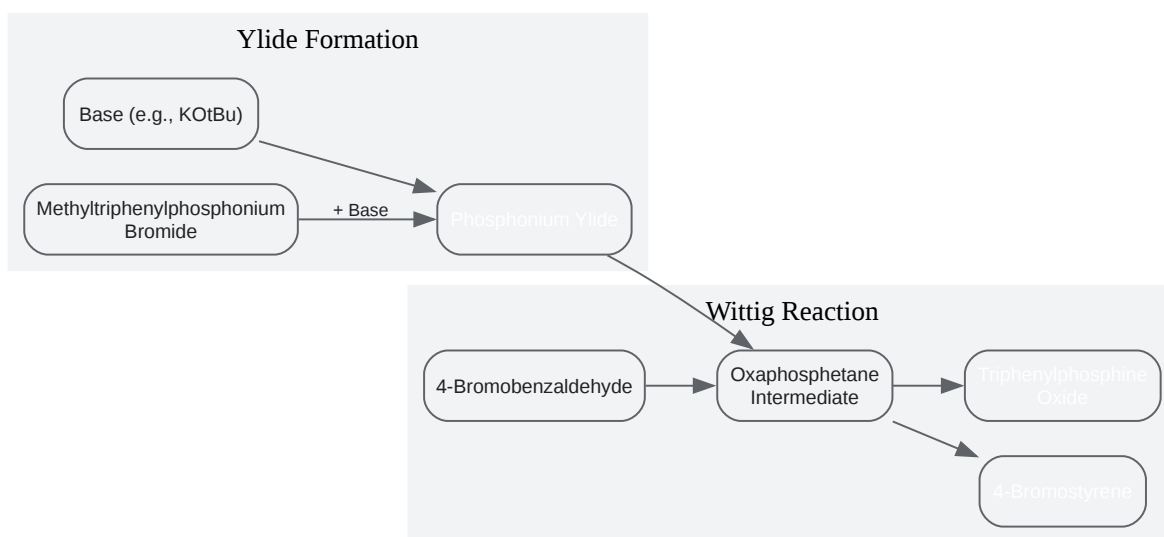 Ylide Formation
Base (e.g., KOtBu)
Methyltriphenylphosphonium
Bromide
+ Base
Phosphonium Ylide
Wittig Reaction
4-Bromobenzaldehyde
Oxaphosphetane
Intermediate
Triphenylphosphine
Oxide
4-Bromostyrene